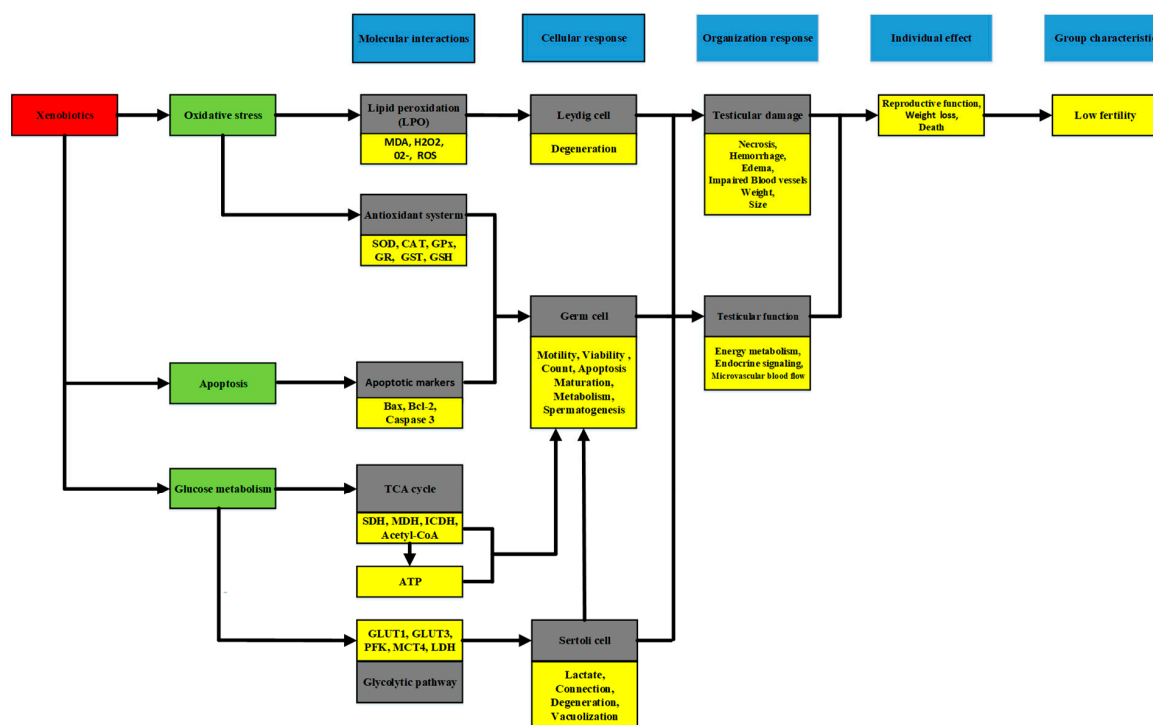 Molecular interactions
Cellular response
Organization response
Individual effect
Group characteristic
Xenobiotics
Oxidative stress
Lipid peroxidation
(LPO)
MDA, H2O2,
02-, ROS
Leydig cell
Degeneration
Testicular damage
Necrosis,
Hemorrhage,
Edema,
Impaired Blood vessels
Weight,
Size
Reproductive function,
Weight loss,
Death
Low fertility
Antioxidant systerm
SOD, CAT, GPx,
GR, GST, GSH
Germ cell
Motility, Viability ,
Count, Apoptosis
Maturation,
Metabolism,
Spermatogenesis
Testicular function
Energy metabolism,
Endocrine signaling,
Microvascular blood flow
Apoptosis
Apoptotic markers
Bax, Bcl-2,
Caspase 3
Glucose metabolism
TCA cycle
SDH, MDH, ICDH,
Acetyl-CoA
ATP
GLUT1, GLUT3,
PFK, MCT4, LDH
Glycolytic pathway
Sertoli cell
Lactate,
Connection,
Degeneration,
Vacuolization